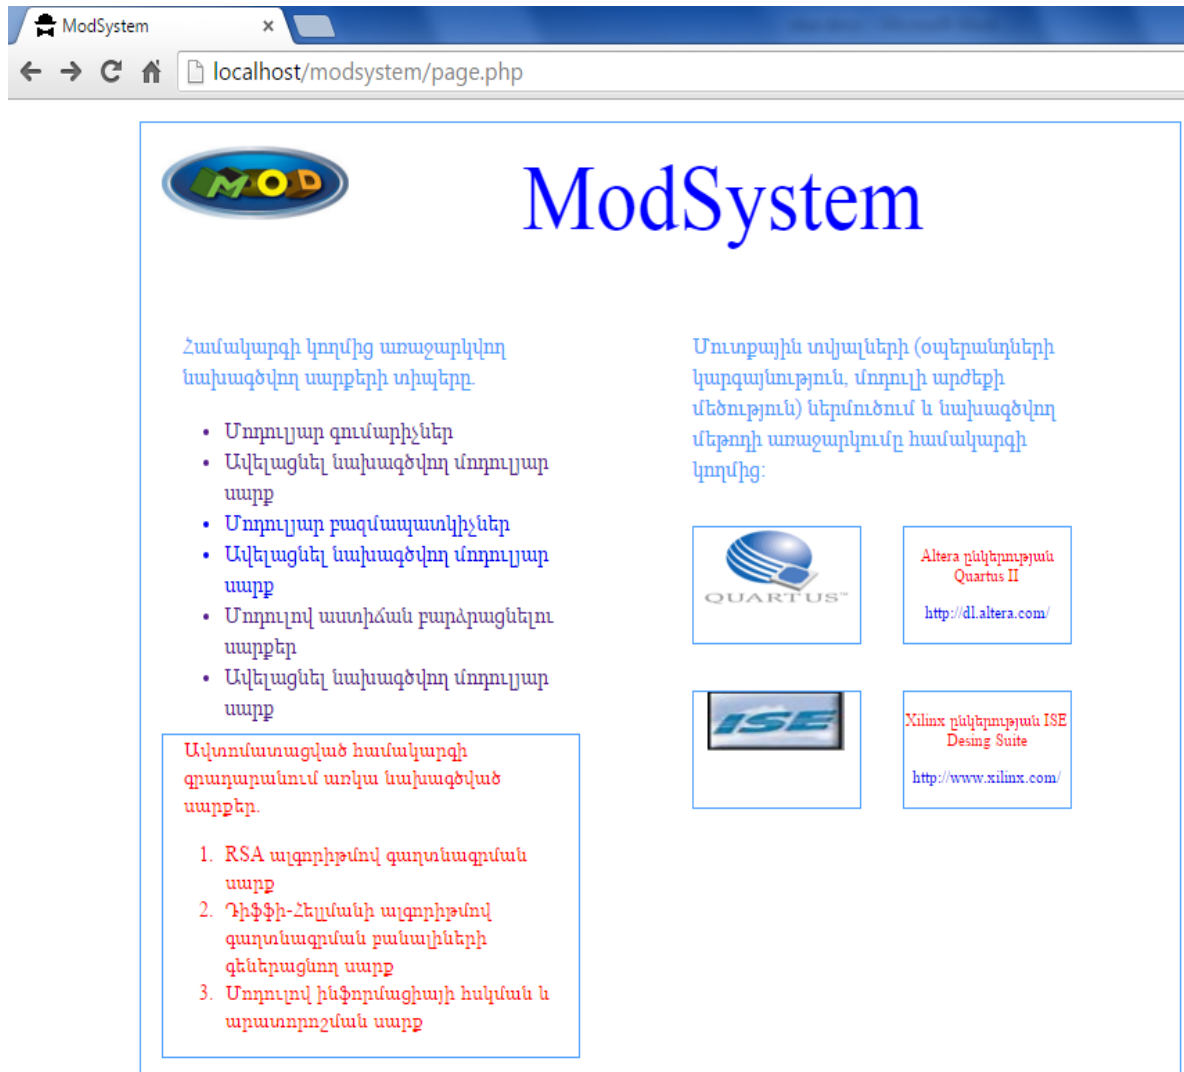 ModSystem
localhost/modsystem/page.php
MOD
ModSystem
Համակարգի կողմից առաջարկվող
նախագծվող սարքերի տիպերը.
• Մոդուլյար գումարիչներ
• Ավելացնել նախագծվող մոդուլյար
սարք
• Մոդուլյար բազմապատկիչներ
• Ավելացնել նախագծվող մոդուլյար
սարք
• Մոդուլով աստիճան բարձրացնելու
սարքեր
• Ավելացնել նախագծվող մոդուլյար
սարք
Ավտոմատացված համակարգի
գրադարանում առկա նախագծված
սարքեր.
1. RSA ալգորիթմով գաղտնագրման
սարք
2. Դիֆֆի-Հելլմանի ալգորիթմով
գաղտնագրման բանալիների
գեներացնող սարք
3. Մոդուլով ինֆորմացիայի հսկման և
արատորոշման սարք
Մուտքային տվյալների (օպերանդների
կարգայնություն, մոդուլի արժեքի
մեծություն) ներմուծում և նախագծվող
մեթոդի առաջարկումը համակարգի
կողմից:
QUARTUS™
Altera ընկերության
Quartus II
http://dl.altera.com/
ISE
Xilinx ընկերության ISE
Desing Suite
http://www.xilinx.com/